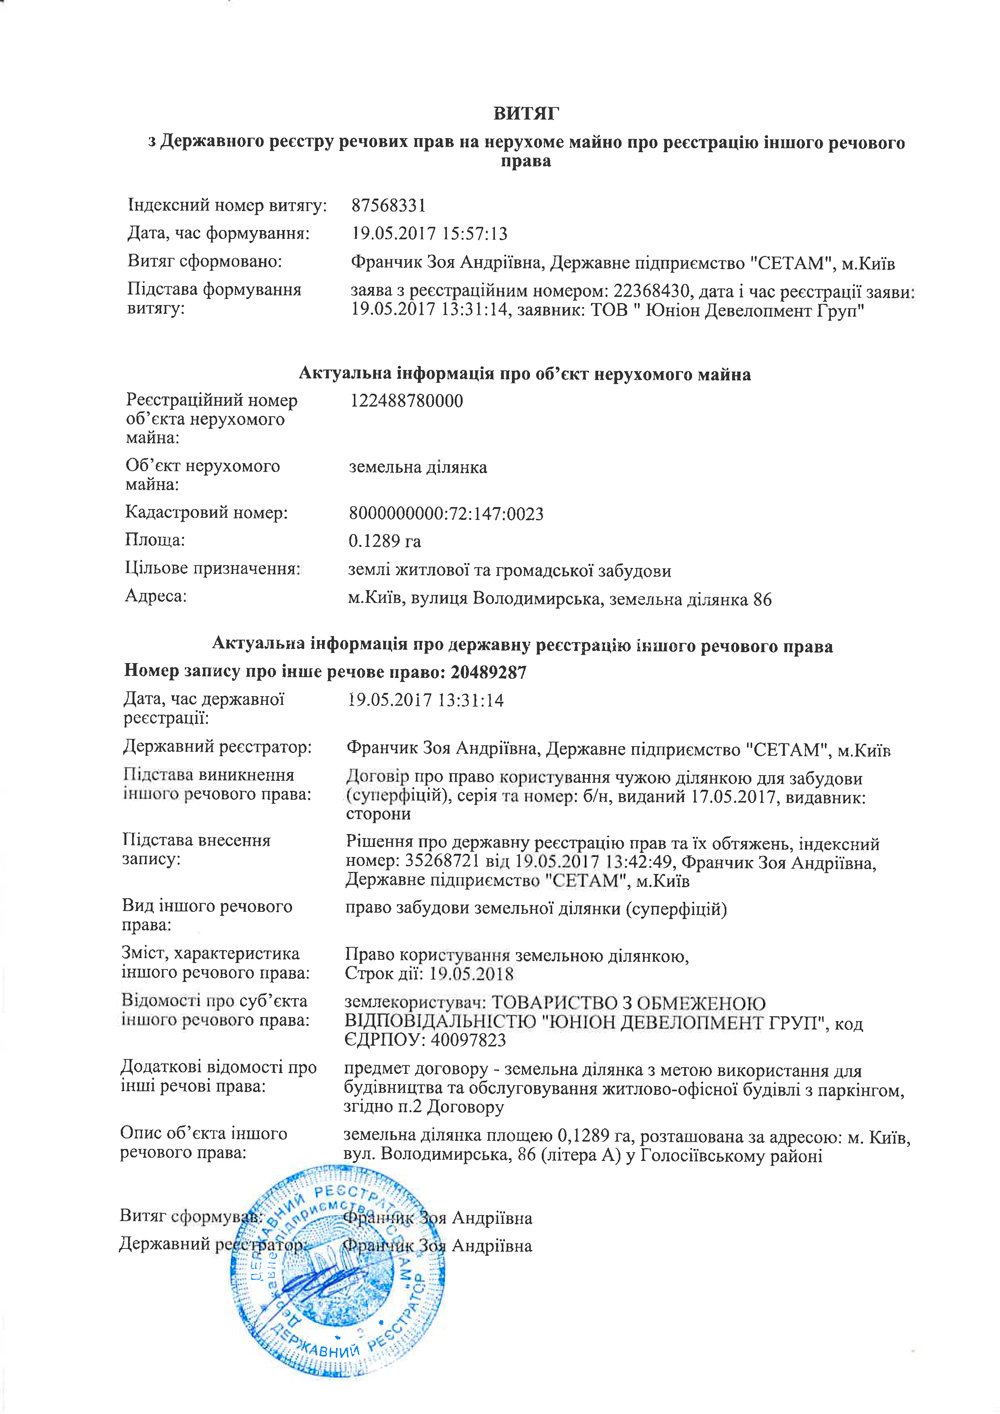 ВИТЯГ
з Державного реєстру речових прав на нерухоме майно про реєстрацію іншого речового
права
Індексний номер витягу: 87568331
Дата, час формування: 19.05.2017 15:57:13
Витяг сформовано: Франчик Зоя Андріївна, Державне підприємство "СЕТАМ", м.Київ
Підстава формування заява з реєстраційним номером: 22368430, дата і час реєстрації заяви:
витягу: 19.05.2017 13:31:14, заявник: ТОВ " Юніон Девелопмент Груп"
Актуальна інформація про об’єкт нерухомого майна
Реєстраційний номер 122488780000
об’єкта нерухомого
майна:
Об’єкт нерухомого земельна ділянка
майна:
Кадастровий номер: 8000000000:72:147:0023
Площа: 0.1289 га
Цільове призначення: землі житлової та громадської забудови
Адреса: м.Київ, вулиця Володимирська, земельна ділянка 86
Актуальна інформація про державну реєстрацію іншого речового права
Номер запису про інше речове право: 20489287
Дата, час державної 19.05.2017 13:31:14
реєстрації:
Державний реєстратор: Франчик Зоя Андріївна, Державне підприємство "СЕТАМ", м.Київ
Підстава виникнення Договір про право користування чужою ділянкою для забудови
іншого речового права: (суперфіцій), серія та номер: б/н, виданий 17.05.2017, видавник:
сторони
Підстава внесення Рішення про державну реєстрацію прав та їх обтяжень, індексний
запису: номер: 35268721 від 19.05.2017 13:42:49, Франчик Зоя Андріївна,
Державне підприємство "СЕТАМ", м.Київ
Вид іншого речового право забудови земельної ділянки (суперфіцій)
права:
Зміст, характеристика Право користування земельною ділянкою,
іншого речового права: Строк дії: 19.05.2018
Відомості про суб’єкта землекористувач: ТОВАРИСТВО З ОБМЕЖЕНОЮ
іншого речового права: ВІДПОВІДАЛЬНІСТЮ "ЮНІОН ДЕВЕЛОПМЕНТ ГРУП", код
ЄДРПОУ: 40097823
Додаткові відомості про предмет договору - земельна ділянка з метою використання для
інші речові права: будівництва та обслуговування житлово-офісної будівлі з паркінгом,
згідно п.2 Договору
Опис об’єкта іншого земельна ділянка площею 0,1289 га, розташована за адресою: м. Київ,
речового права: вул. Володимирська, 86 (літера А) у Голосіївському районі
Витяг сформував: Франчик Зоя Андріївна
Державний реєстратор: Франчик Зоя Андріївна
ДЕРЖАВНИЙ РЕЄСТРАТОР
Державне підприємство "СЕТАМ"
ДЕРЖАВНИЙ РЕЄСТРАТОР